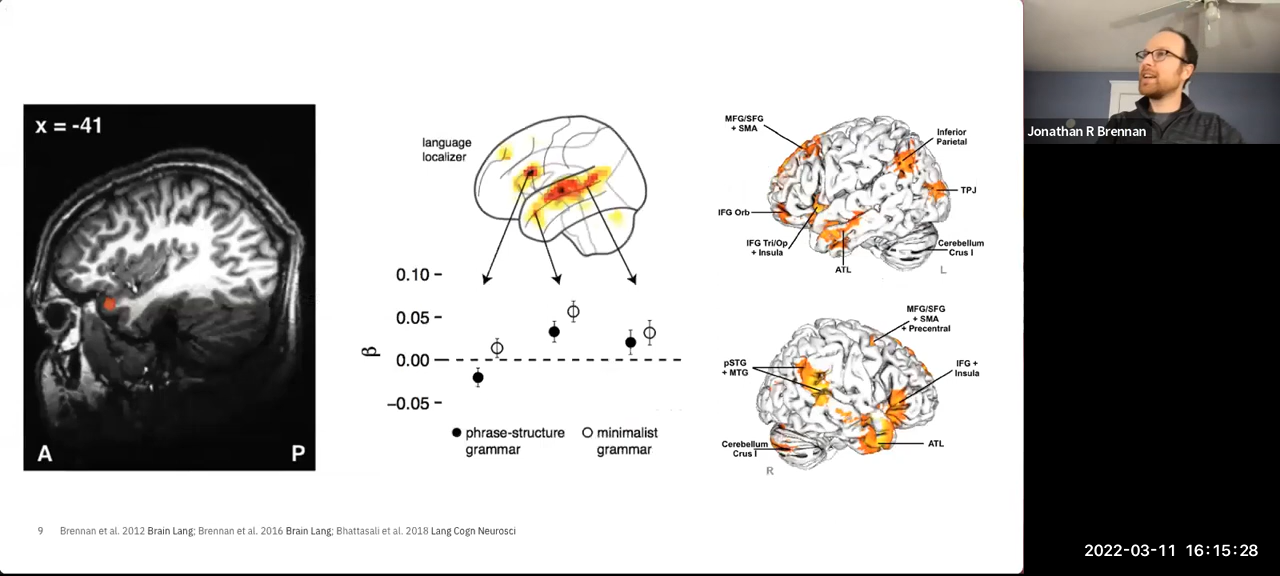 x = -41
A
P
language
localizer
0.10
0.05
β
0.00
–0.05
phrase-structure
grammar
minimalist
grammar
MFG/SFG
+ SMA
Inferior
Parietal
TPJ
IFG Orb
IFG Tri/Op
+ Insula
ATL
Cerebellum
Crus I
L
MFG/SFG
+ SMA
+ Precentral
pSTG
+ MTG
IFG +
Insula
Cerebellum
Crus I
ATL
R
9 Brennan et al. 2012 Brain Lang; Brennan et al. 2016 Brain Lang; Bhattasali et al. 2018 Lang Cogn Neurosci
Jonathan R Brennan
2022-03-11 16:15:28